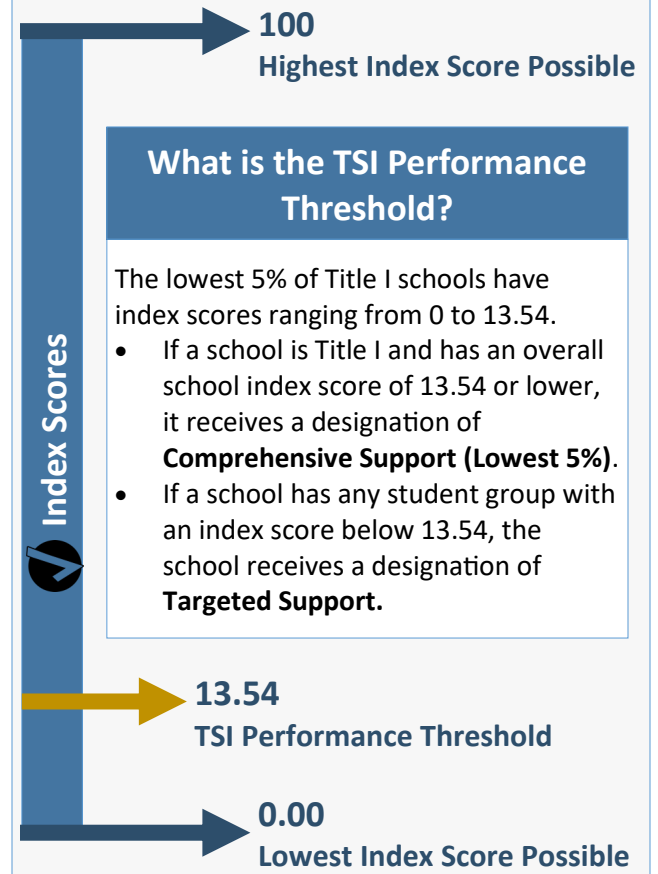 100
Highest Index Score Possible
What is the TSI Performance
Threshold?
The lowest 5% of Title I schools have
index scores ranging from 0 to 13.54.
• If a school is Title I and has an overall
school index score of 13.54 or lower,
it receives a designation of
Comprehensive Support (Lowest 5%).
• If a school has any student group with
an index score below 13.54, the
school receives a designation of
Targeted Support.
Index Scores
13.54
TSI Performance Threshold
0.00
Lowest Index Score Possible